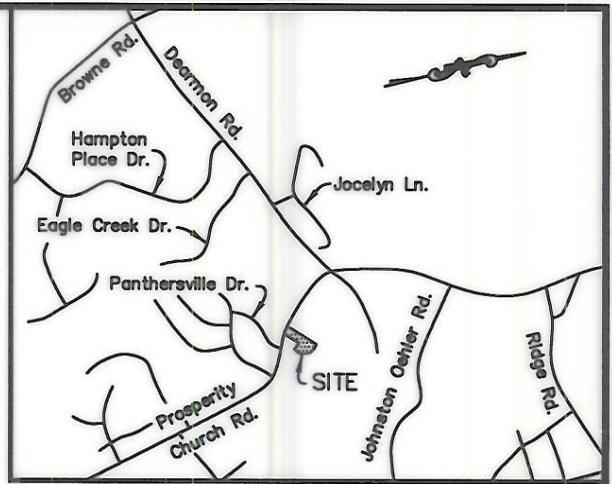 Browne Rd.
Dearmon Rd.
Hampton
Place Dr.
Jocelyn Ln.
Eagle Creek Dr.
Panthersville Dr.
SITE
Johnston Oehler Rd.
Ridge Rd.
Prosperity
Church Rd.